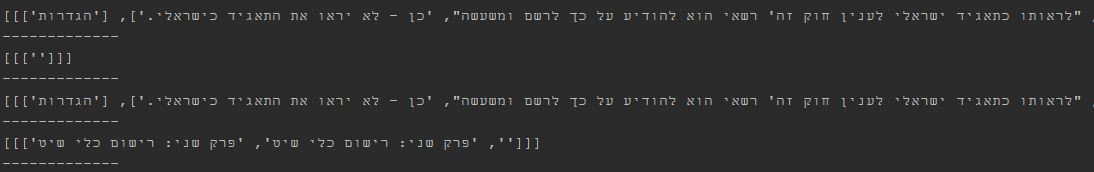 , "לראותו כתאגיד ישראלי לענין חוק זה' רשאי הוא להודיע על כך לרשם ומשעשה", 'כן – לא יראו את התאגיד כישראלי.'], ['הגדרות']]]
-------------
[[['']]]
-------------
, "לראותו כתאגיד ישראלי לענין חוק זה' רשאי הוא להודיע על כך לרשם ומשעשה", 'כן – לא יראו את התאגיד כישראלי.'], ['הגדרות']]]
-------------
[[['', 'פרק שני: רישום כלי שיט', 'פרק שני: רישום כלי שיט']]]
-------------